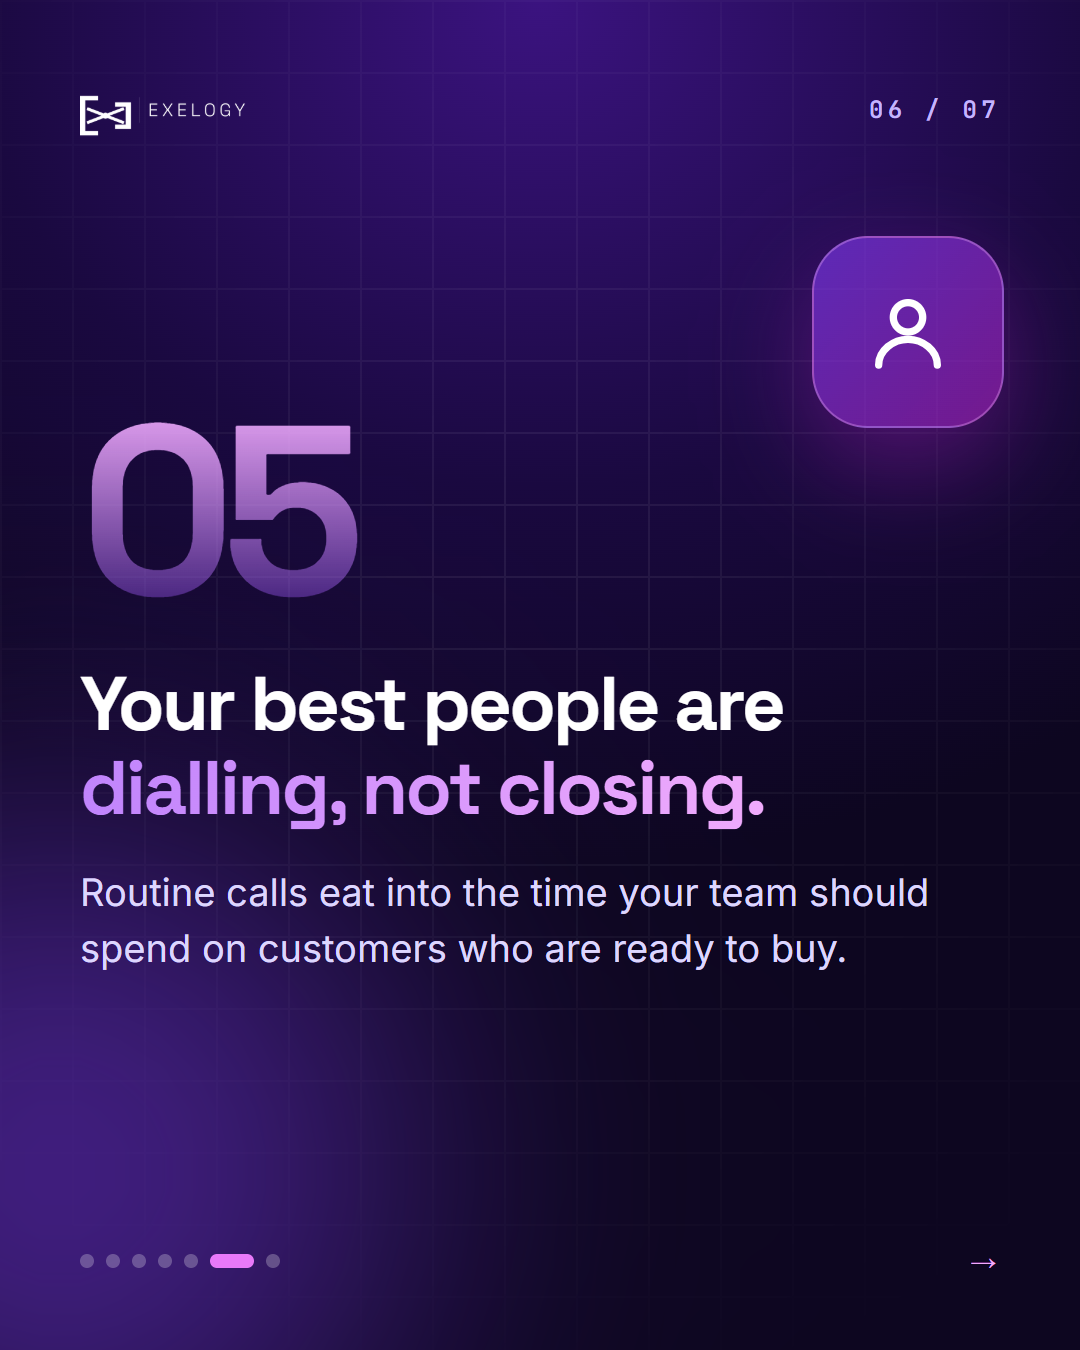 EXELOGY
06 / 07
05
Your best people are
dialling, not closing.
Routine calls eat into the time your team should
spend on customers who are ready to buy.
→